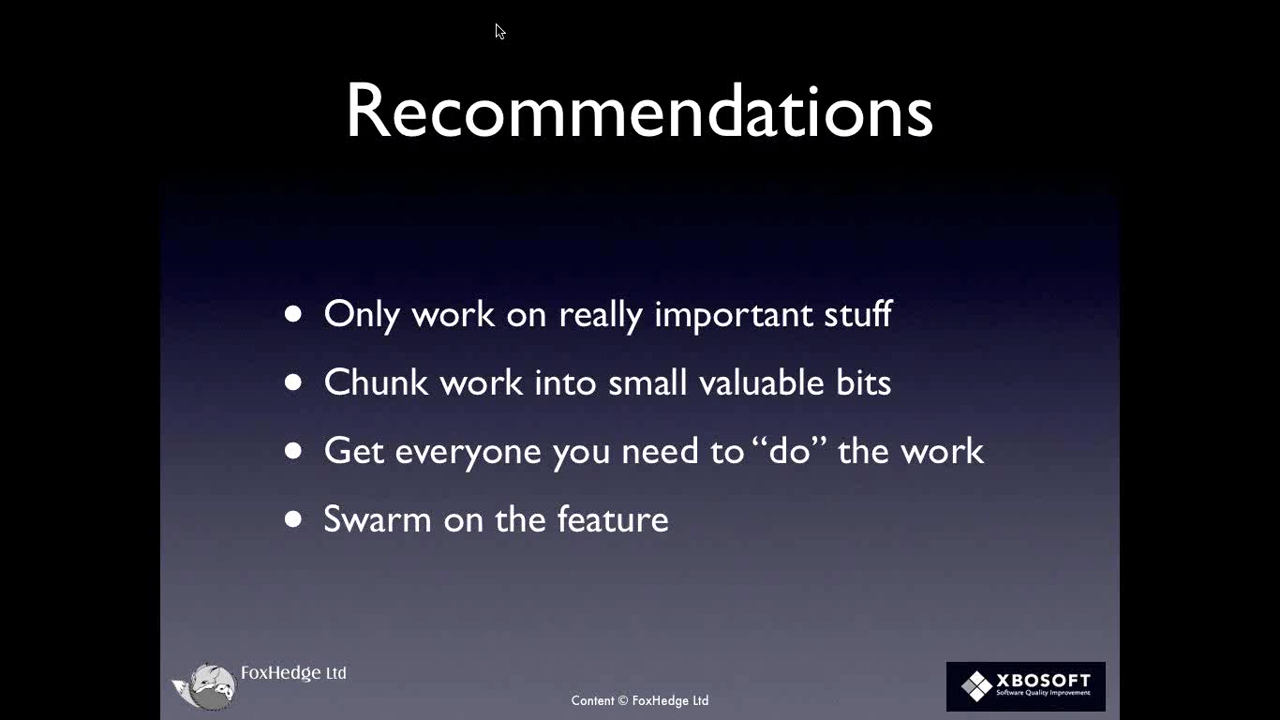 Recommendations
• Only work on really important stuff
• Chunk work into small valuable bits
• Get everyone you need to “do” the work
• Swarm on the feature
FoxHedge Ltd
Content © FoxHedge Ltd
XBOSOFT
Software Quality Improvement